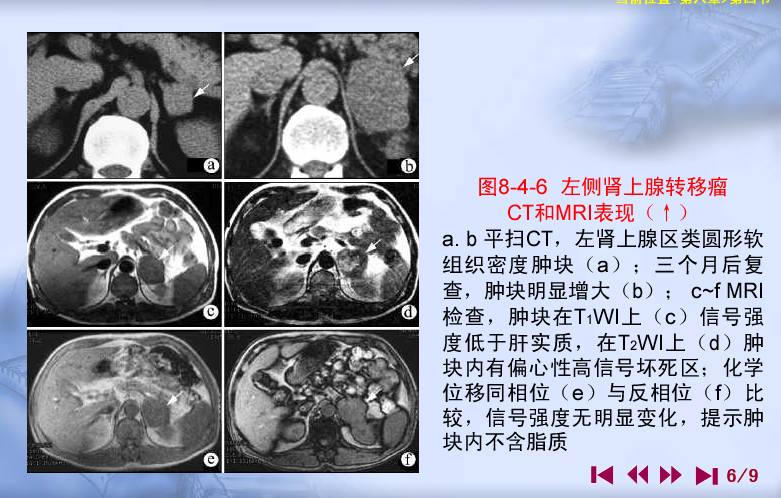 a
b
c
d
e
f
图8-4-6 左侧肾上腺转移瘤
CT和MRI表现（↑）
a. b 平扫CT，左肾上腺区类圆形软
组织密度肿块（a）；三个月后复
查，肿块明显增大（b）； c~f MRI
检查，肿块在T₁WI上（c）信号强
度低于肝实质，在T₂WI上（d）肿
块内有偏心性高信号坏死区；化学
位移同相位（e）与反相位（f）比
较，信号强度无明显变化，提示肿
块内不含脂质
6/9